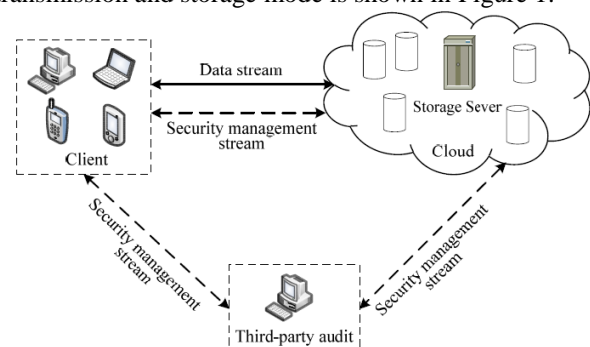 transmission and storage mode is shown in Figure 1.
Data stream
Storage Sever
Security management
stream
Client
Cloud
Security management
stream
Security management
stream
Third-party audit